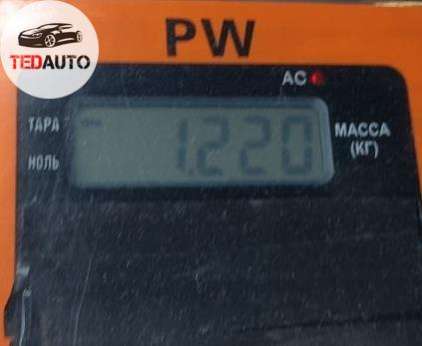 TEDAUTO
PW
AC
ТАРА
1.220
МАССА
(КГ)
НОЛЬ